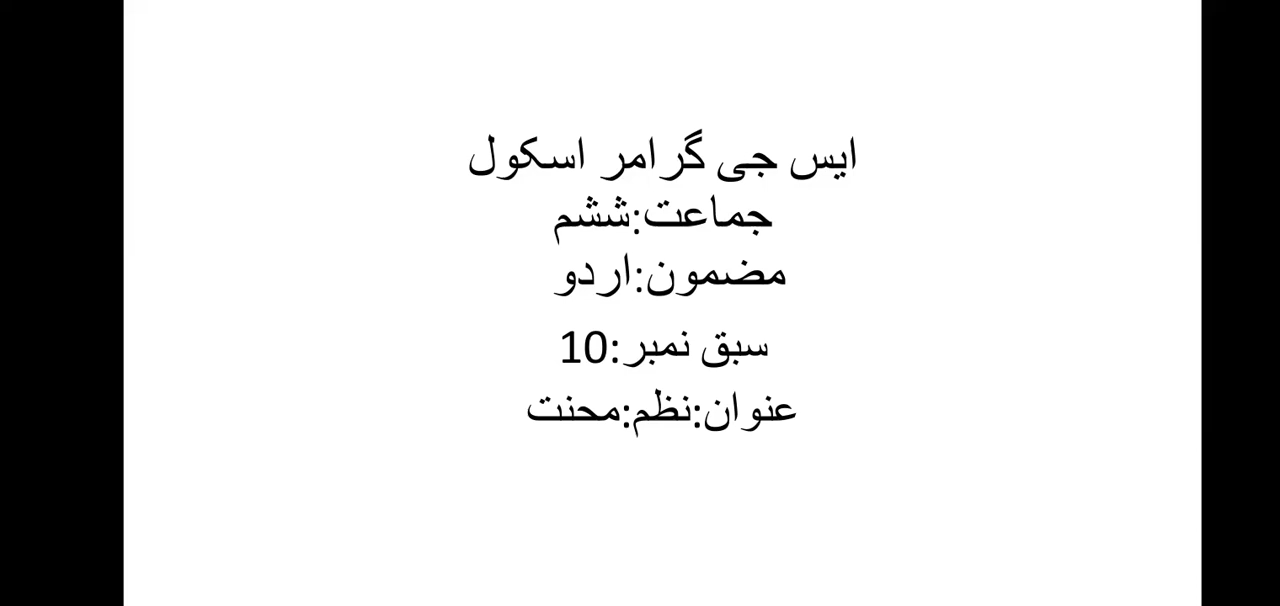 ایس جی گرامر اسکول
جماعت:ششم
مضمون:اردو
سبق نمبر:10
عنوان:نظم:محنت